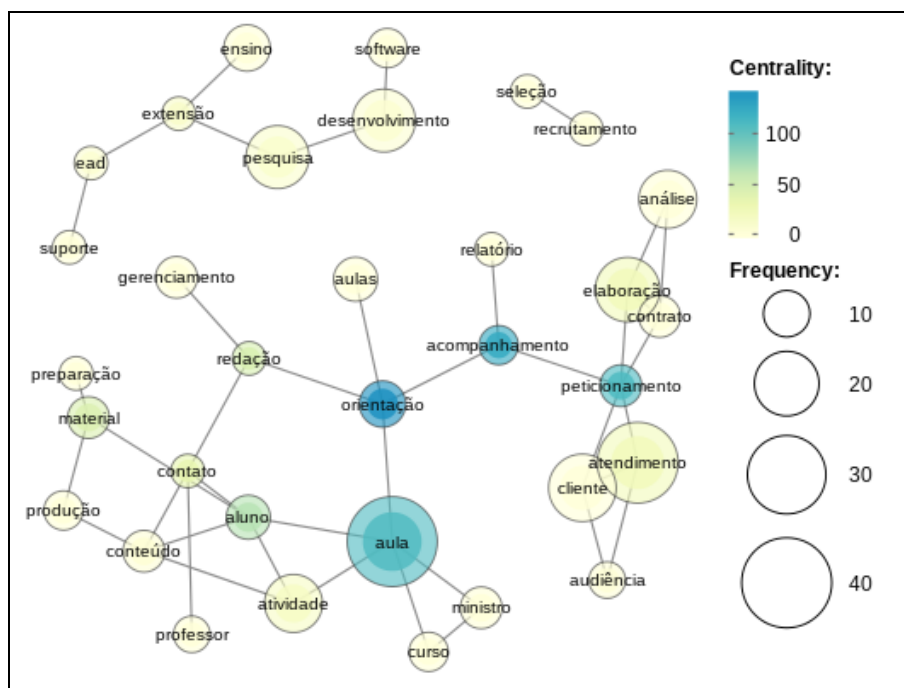 ensino
software
Centrality:
seleção
extensão
desenvolvimento
recrutamento
100
pesquisa
ead
50
análise
0
suporte
relatório
gerenciamento
aulas
Frequency:
elaboração
contrato
10
acompanhamento
redação
preparação
peticionamento
20
orientação
material
contato
atendimento
30
cliente
produção
aluno
aula
conteúdo
audiência
40
atividade
ministro
professor
curso